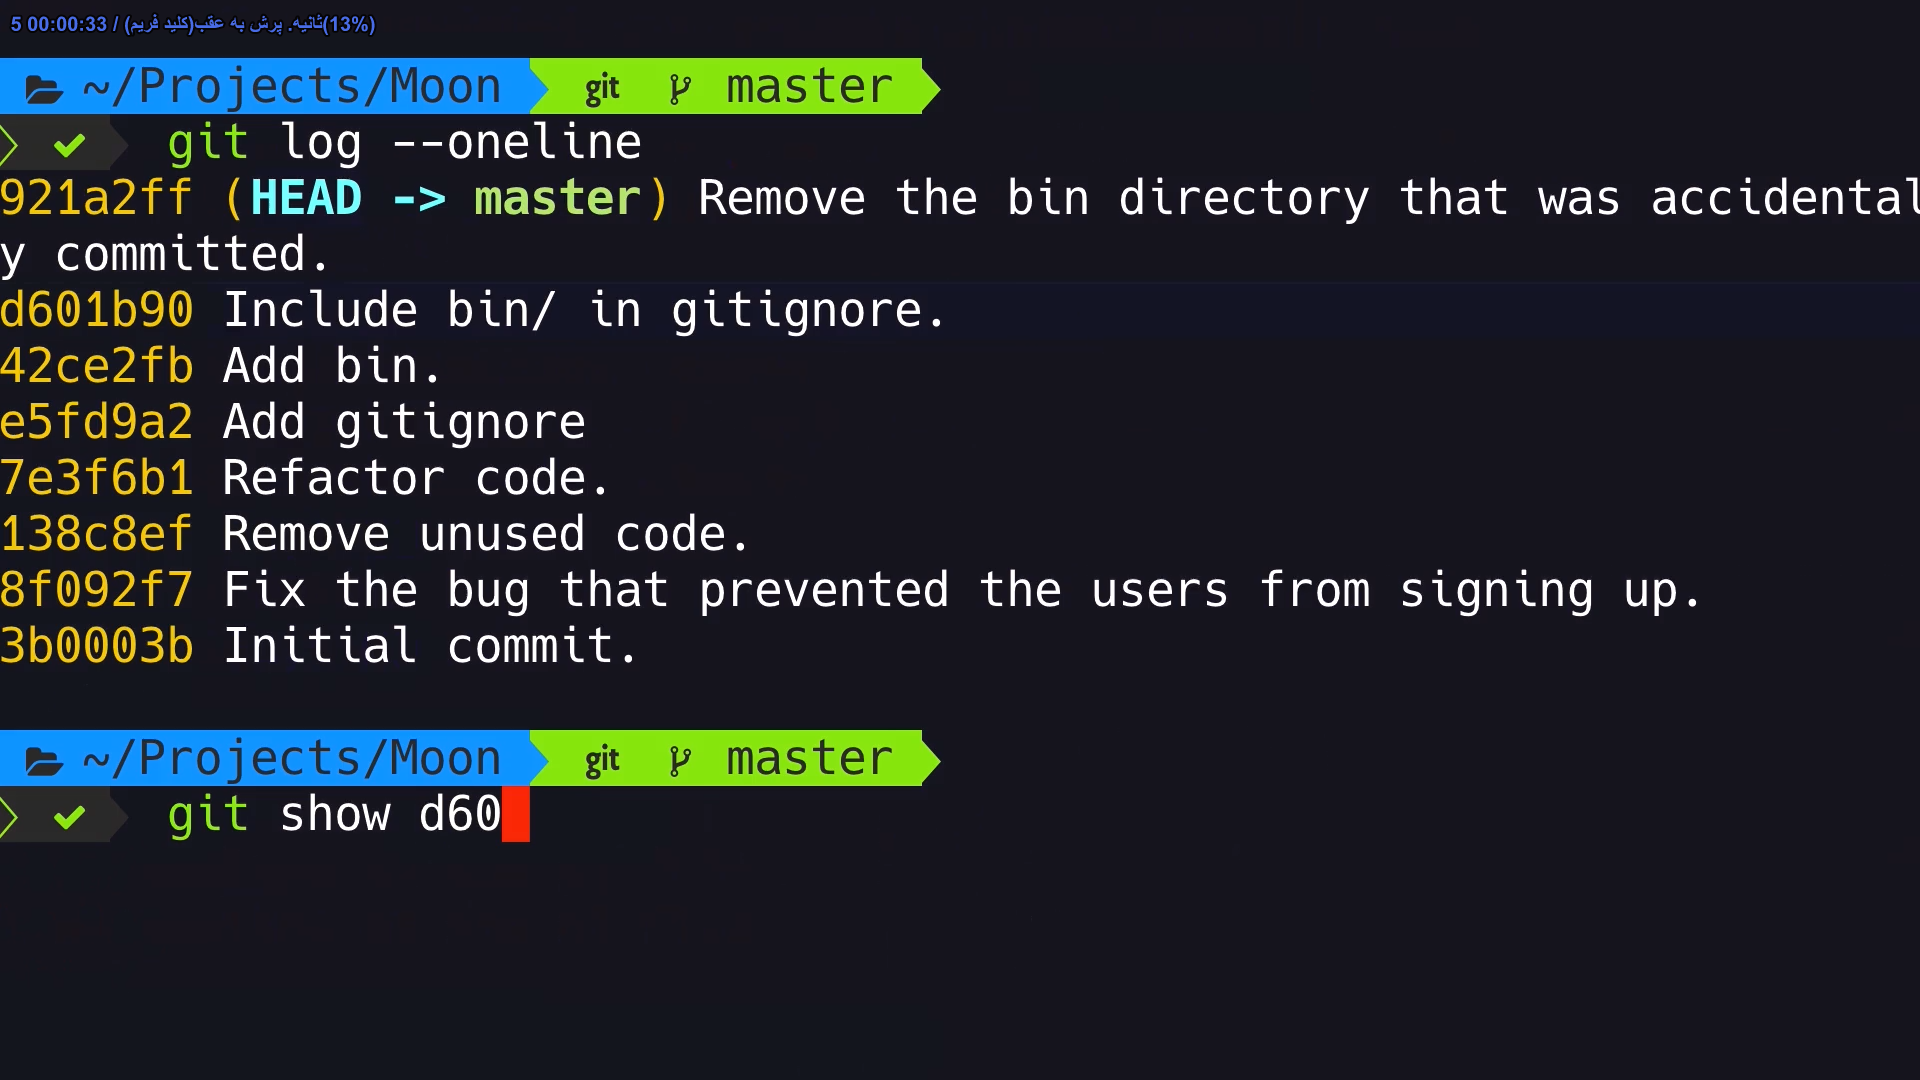 5 00:00:33 / ثانیه. پرش به عقب(کلید فریم) (13%)
~/Projects/Moon git master
git log --oneline
921a2ff (HEAD -> master) Remove the bin directory that was accidental
y committed.
d601b90 Include bin/ in gitignore.
42ce2fb Add bin.
e5fd9a2 Add gitignore
7e3f6b1 Refactor code.
138c8ef Remove unused code.
8f092f7 Fix the bug that prevented the users from signing up.
3b0003b Initial commit.
~/Projects/Moon git master
git show d60